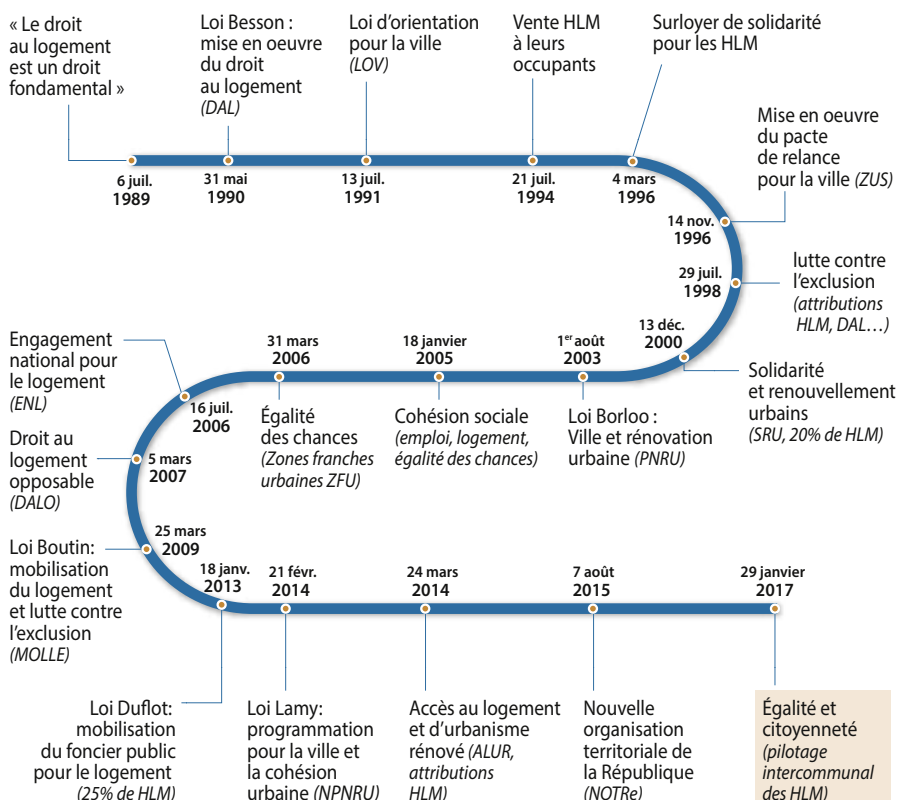 « Le droit
au logement
est un droit
fondamental »
6 juil.
1989
Loi Besson :
mise en oeuvre
du droit
au logement
(DAL)
31 mai
1990
Loi d'orientation
pour la ville
(LOV)
13 juil.
1991
Vente HLM
à leurs
occupants
21 juil.
1994
Surloyer de solidarité
pour les HLM
4 mars
1996
Mise en oeuvre
du pacte
de relance
pour la ville (ZUS)
14 nov.
1996
lutte contre
l'exclusion
(attributions
HLM, DAL…)
29 juil.
1998
13 déc.
2000
Solidarité
et renouvellement
urbains
(SRU, 20% de HLM)
1er août
2003
Loi Borloo :
Ville et rénovation
urbaine (PNRU)
18 janvier
2005
Cohésion sociale
(emploi, logement,
égalité des chances)
31 mars
2006
Égalité
des chances
(Zones franches
urbaines ZFU)
Engagement
national pour
le logement
(ENL)
16 juil.
2006
Droit au
logement
opposable
(DALO)
5 mars
2007
Loi Boutin:
mobilisation
du logement
et lutte contre
l'exclusion
(MOLLE)
25 mars
2009
18 janv.
2013
Loi Duflot:
mobilisation
du foncier public
pour le logement
(25% de HLM)
21 févr.
2014
Loi Lamy:
programmation
pour la ville et
la cohésion
urbaine (NPNRU)
24 mars
2014
Accès au logement
et d'urbanisme
rénové (ALUR,
attributions
HLM)
7 août
2015
Nouvelle
organisation
territoriale de
la République
(NOTRe)
29 janvier
2017
Égalité et
citoyenneté
(pilotage
intercommunal
des HLM)